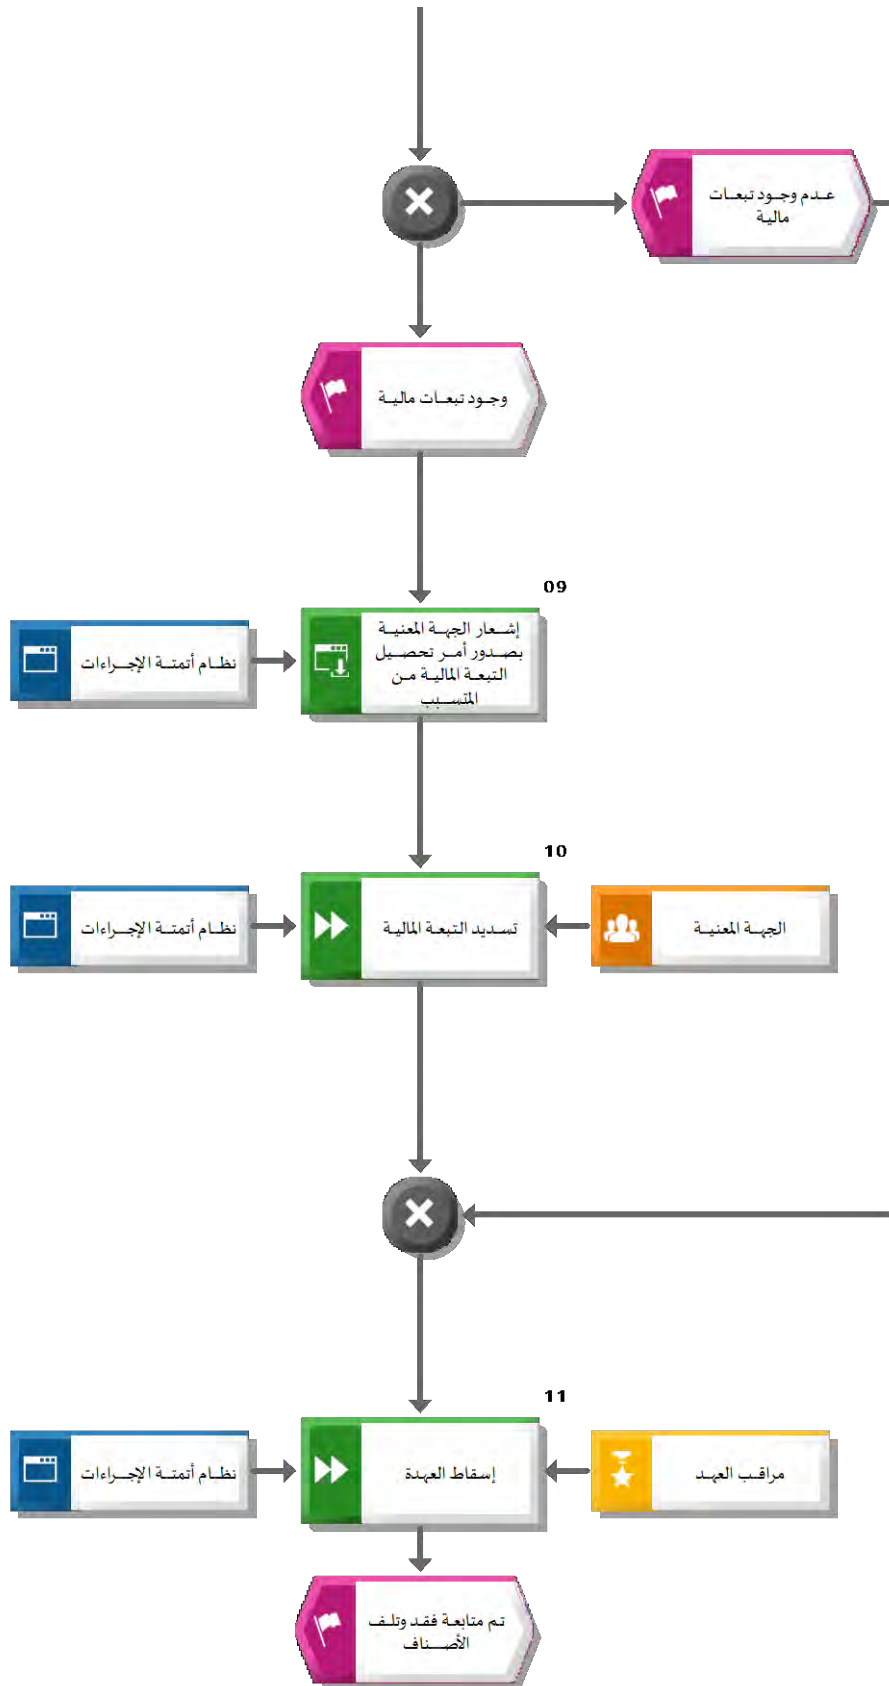 عدم وجود تبعات
مالية
وجود تبعات مالية
09
إشعار الجهة المعنية
بصدور أمر تحصيل
التبعة المالية من
المتسبب
نظام أتمتة الإجراءات
10
الجهة المعنية
تسديد التبعة المالية
نظام أتمتة الإجراءات
11
مراقب العهد
إسقاط العهدة
نظام أتمتة الإجراءات
تم متابعة فقد وتلف
الأصناف